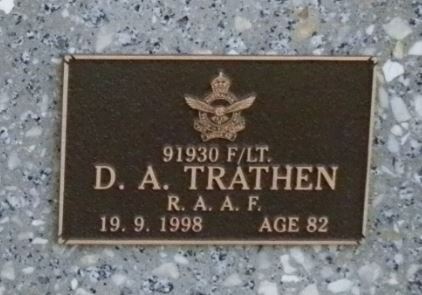 91930 F/LT.
D. A. TRATHEN
R. A. A. F.
19. 9. 1998 AGE 82